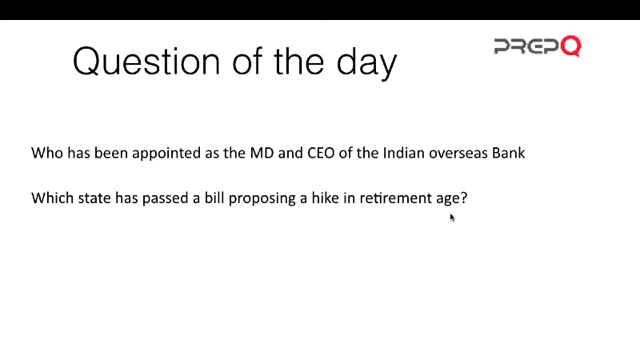 Question of the day
PREPQ
Who has been appointed as the MD and CEO of the Indian overseas Bank
Which state has passed a bill proposing a hike in retirement age?